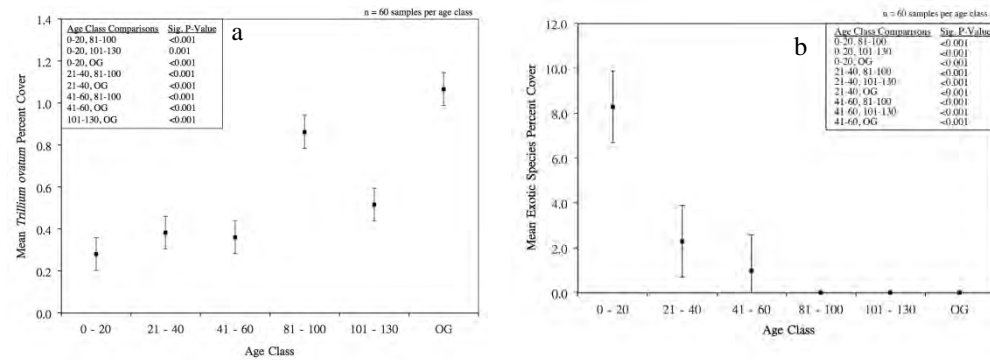 n = 60 samples per age class
a
Age Class Comparisons Sig. P-Value
0-20, 81-100 <0.001
0-20, 101-130 0.001
0-20, OG <0.001
21-40, 81-100 <0.001
21-40, OG <0.001
41-60, 81-100 <0.001
41-60, OG <0.001
101-130, OG <0.001
Mean Trillium ovatum Percent Cover
1.4
1.2
1.0
0.8
0.6
0.4
0.2
0.0
0 - 20 21 - 40 41 - 60 81 - 100 101 - 130 OG
Age Class
n = 60 samples per age class
b
Age Class Comparisons Sig. P-Value
0-20, 81-100 <0.001
0-20, 101-130 <0.001
0-20, OG <0.001
21-40, 81-100 <0.001
21-40, 101-130 <0.001
21-40, OG <0.001
41-60, 81-100 <0.001
41-60, 101-130 <0.001
41-60, OG <0.001
Mean Exotic Species Percent Cover
12.0
10.0
8.0
6.0
4.0
2.0
0.0
0 - 20 21 - 40 41 - 60 81 - 100 101 - 130 OG
Age Class